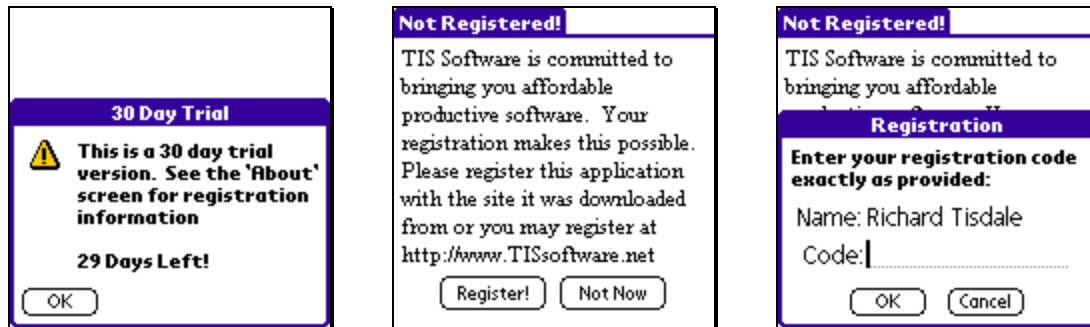 30 Day Trial
This is a 30 day trial
version. See the 'About'
screen for registration
information
29 Days Left!
OK
Not Registered!
TIS Software is committed to
bringing you affordable
productive software. Your
registration makes this possible.
Please register this application
with the site it was downloaded
from or you may register at
http://www.TISsoftware.net
Register! Not Now
Not Registered!
TIS Software is committed to
bringing you affordable
Registration
Enter your registration code
exactly as provided:
Name: Richard Tisdale
Code:
OK Cancel